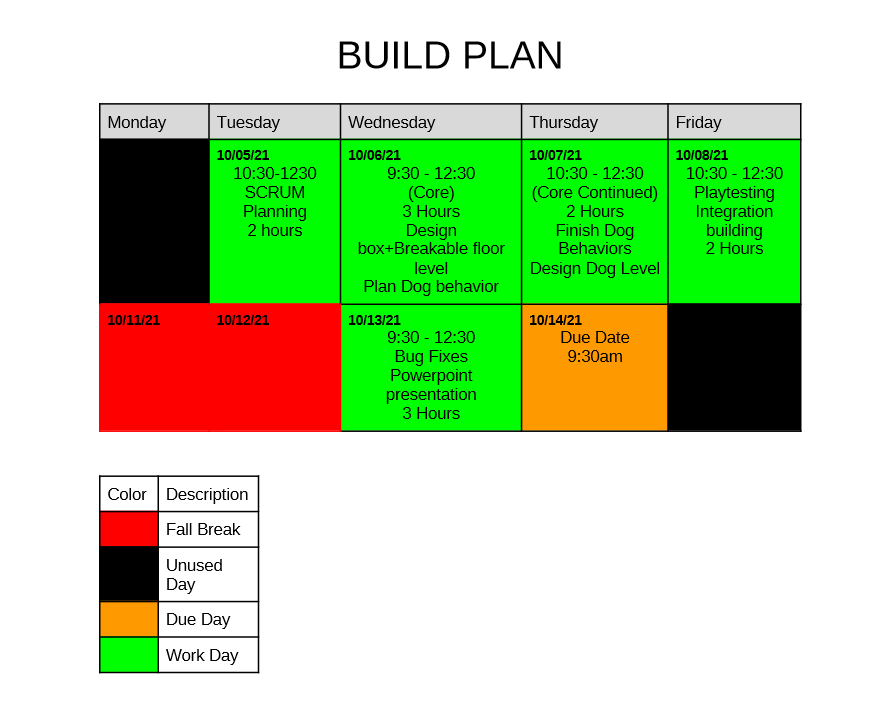 BUILD PLAN
Monday
Tuesday
Wednesday
Thursday
Friday
10/05/21
10:30-1230
SCRUM
Planning
2 hours
10/06/21
9:30 - 12:30
(Core)
3 Hours
Design
box+Breakable floor
level
Plan Dog behavior
10/07/21
10:30 - 12:30
(Core Continued)
2 Hours
Finish Dog
Behaviors
Design Dog Level
10/08/21
10:30 - 12:30
Playtesting
Integration
building
2 Hours
10/11/21
10/12/21
10/13/21
9:30 - 12:30
Bug Fixes
Powerpoint
presentation
3 Hours
10/14/21
Due Date
9:30am
Color
Description
Fall Break
Unused
Day
Due Day
Work Day